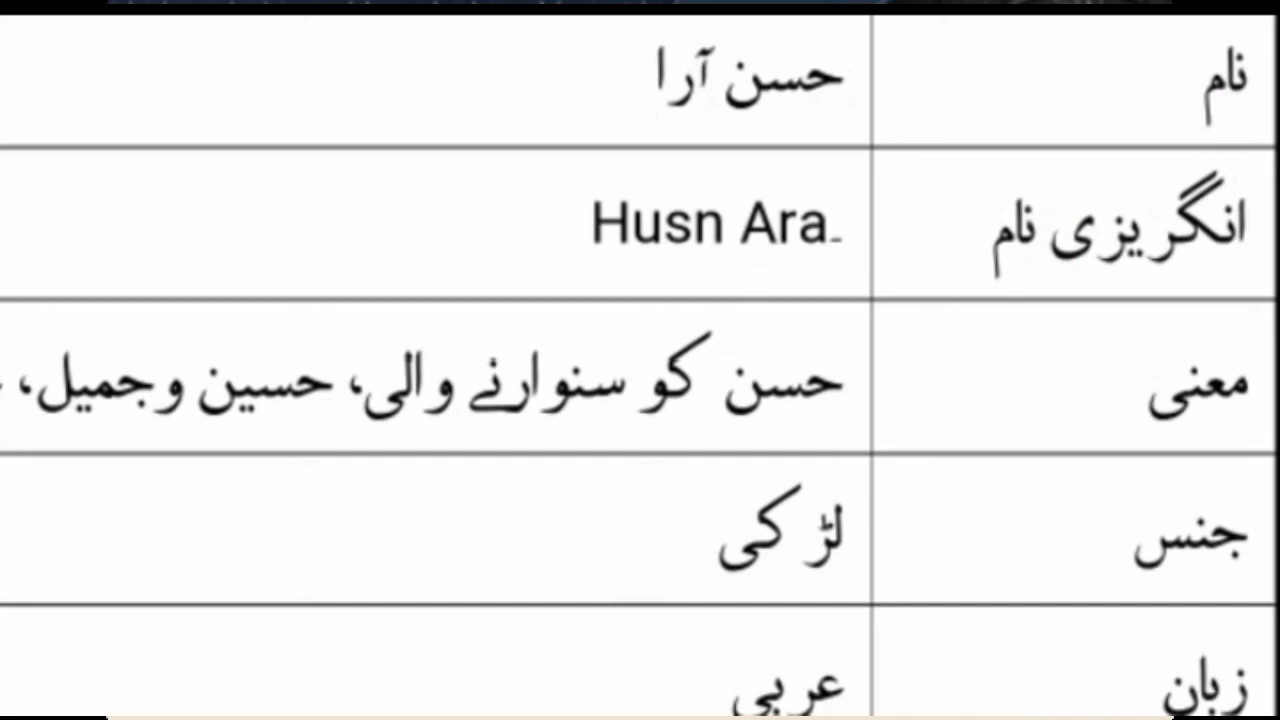 نام حسن آرا
انگریزی نام Husn Ara۔
معنی حسن کو سنوارنے والی، حسین وجمیل،
جنس لڑکی
زبان عربی